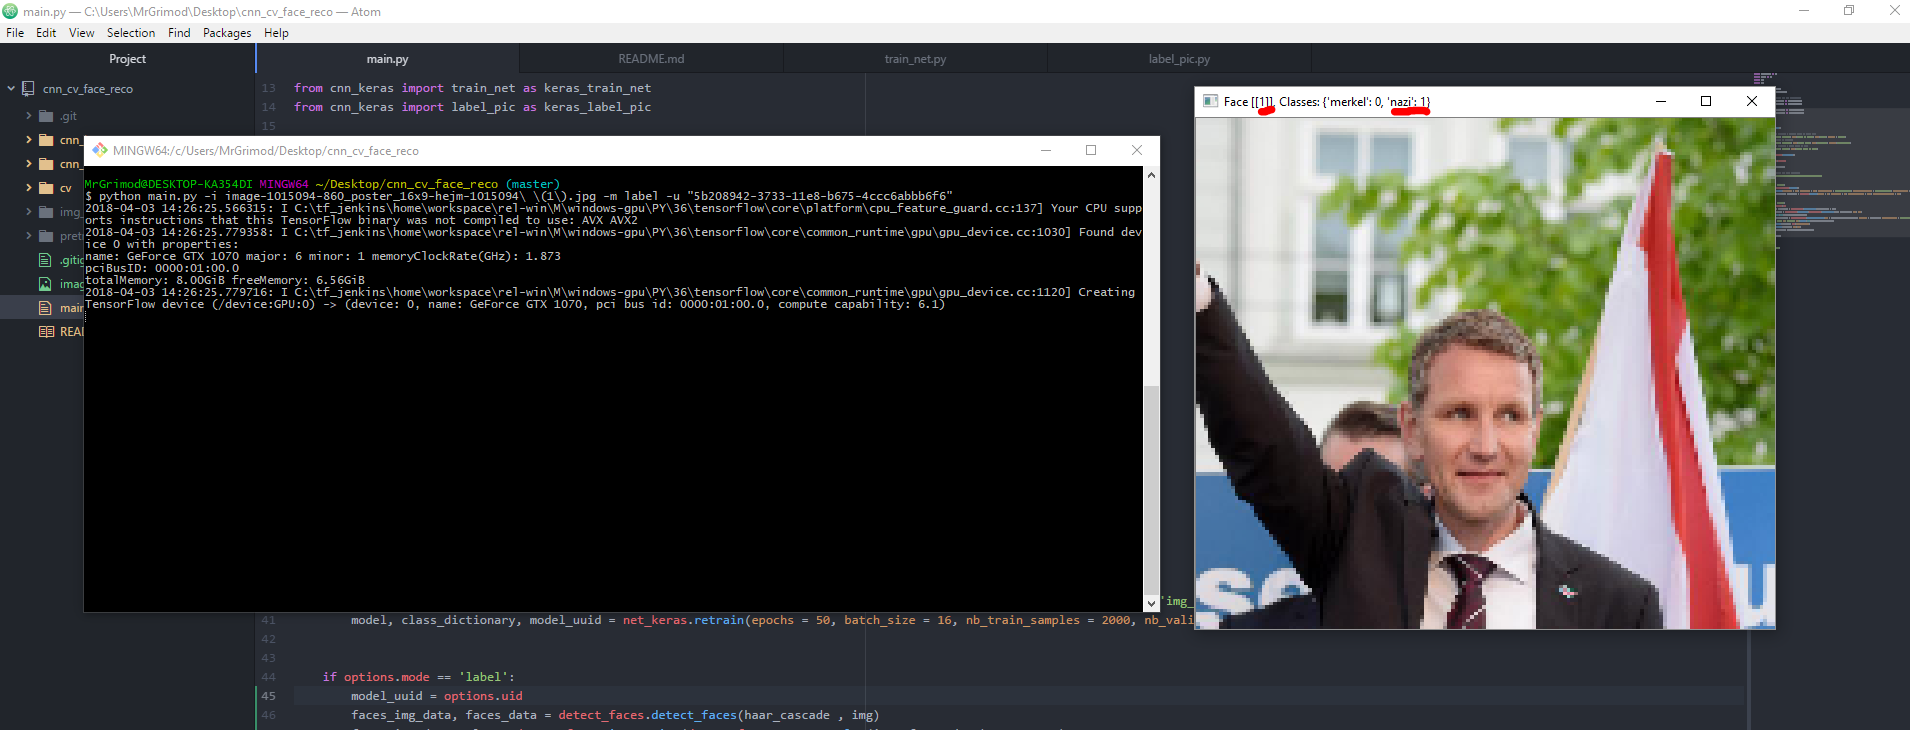 main.py — C:\Users\MrGrimod\Desktop\cnn_cv_face_reco — Atom
File Edit View Selection Find Packages Help
Project
main.py
README.md
train_net.py
label_pic.py
cnn_cv_face_reco
.git
cnn_
cnn_
cv
img_
pretr
.gitig
imag
main
REA
13 from cnn_keras import train_net as keras_train_net
14 from cnn_keras import label_pic as keras_label_pic
15
MINGW64:/c/Users/MrGrimod/Desktop/cnn_cv_face_reco
MrGrimod@DESKTOP-KA354DI MINGW64 ~/Desktop/cnn_cv_face_reco (master)
$ python main.py -i image-1015094-860_poster_16x9-hejm-1015094\ \(1\).jpg -m label -u "5b208942-3733-11e8-b675-4ccc6abbb6f6"
2018-04-03 14:26:25.566315: I C:\tf_jenkins\home\workspace\rel-win\M\windows-gpu\PY\36\tensorflow\core\platform\cpu_feature_guard.cc:137] Your CPU supp
orts instructions that this TensorFlow binary was not compiled to use: AVX AVX2
2018-04-03 14:26:25.779358: I C:\tf_jenkins\home\workspace\rel-win\M\windows-gpu\PY\36\tensorflow\core\common_runtime\gpu\gpu_device.cc:1030] Found dev
ice 0 with properties:
name: GeForce GTX 1070 major: 6 minor: 1 memoryClockRate(GHz): 1.873
pciBusID: 0000:01:00.0
totalMemory: 8.00GiB freeMemory: 6.56GiB
2018-04-03 14:26:25.779716: I C:\tf_jenkins\home\workspace\rel-win\M\windows-gpu\PY\36\tensorflow\core\common_runtime\gpu\gpu_device.cc:1120] Creating
TensorFlow device (/device:GPU:0) -> (device: 0, name: GeForce GTX 1070, pci bus id: 0000:01:00.0, compute capability: 6.1)
Face [[1]], Classes: {'merkel': 0, 'nazi': 1}
se
'img_
41 model, class_dictionary, model_uuid = net_keras.retrain(epochs = 50, batch_size = 16, nb_train_samples = 2000, nb_vali
42
43
44 if options.mode == 'label':
45 model_uuid = options.uid
46 faces_img_data, faces_data = detect_faces.detect_faces(haar_cascade , img)